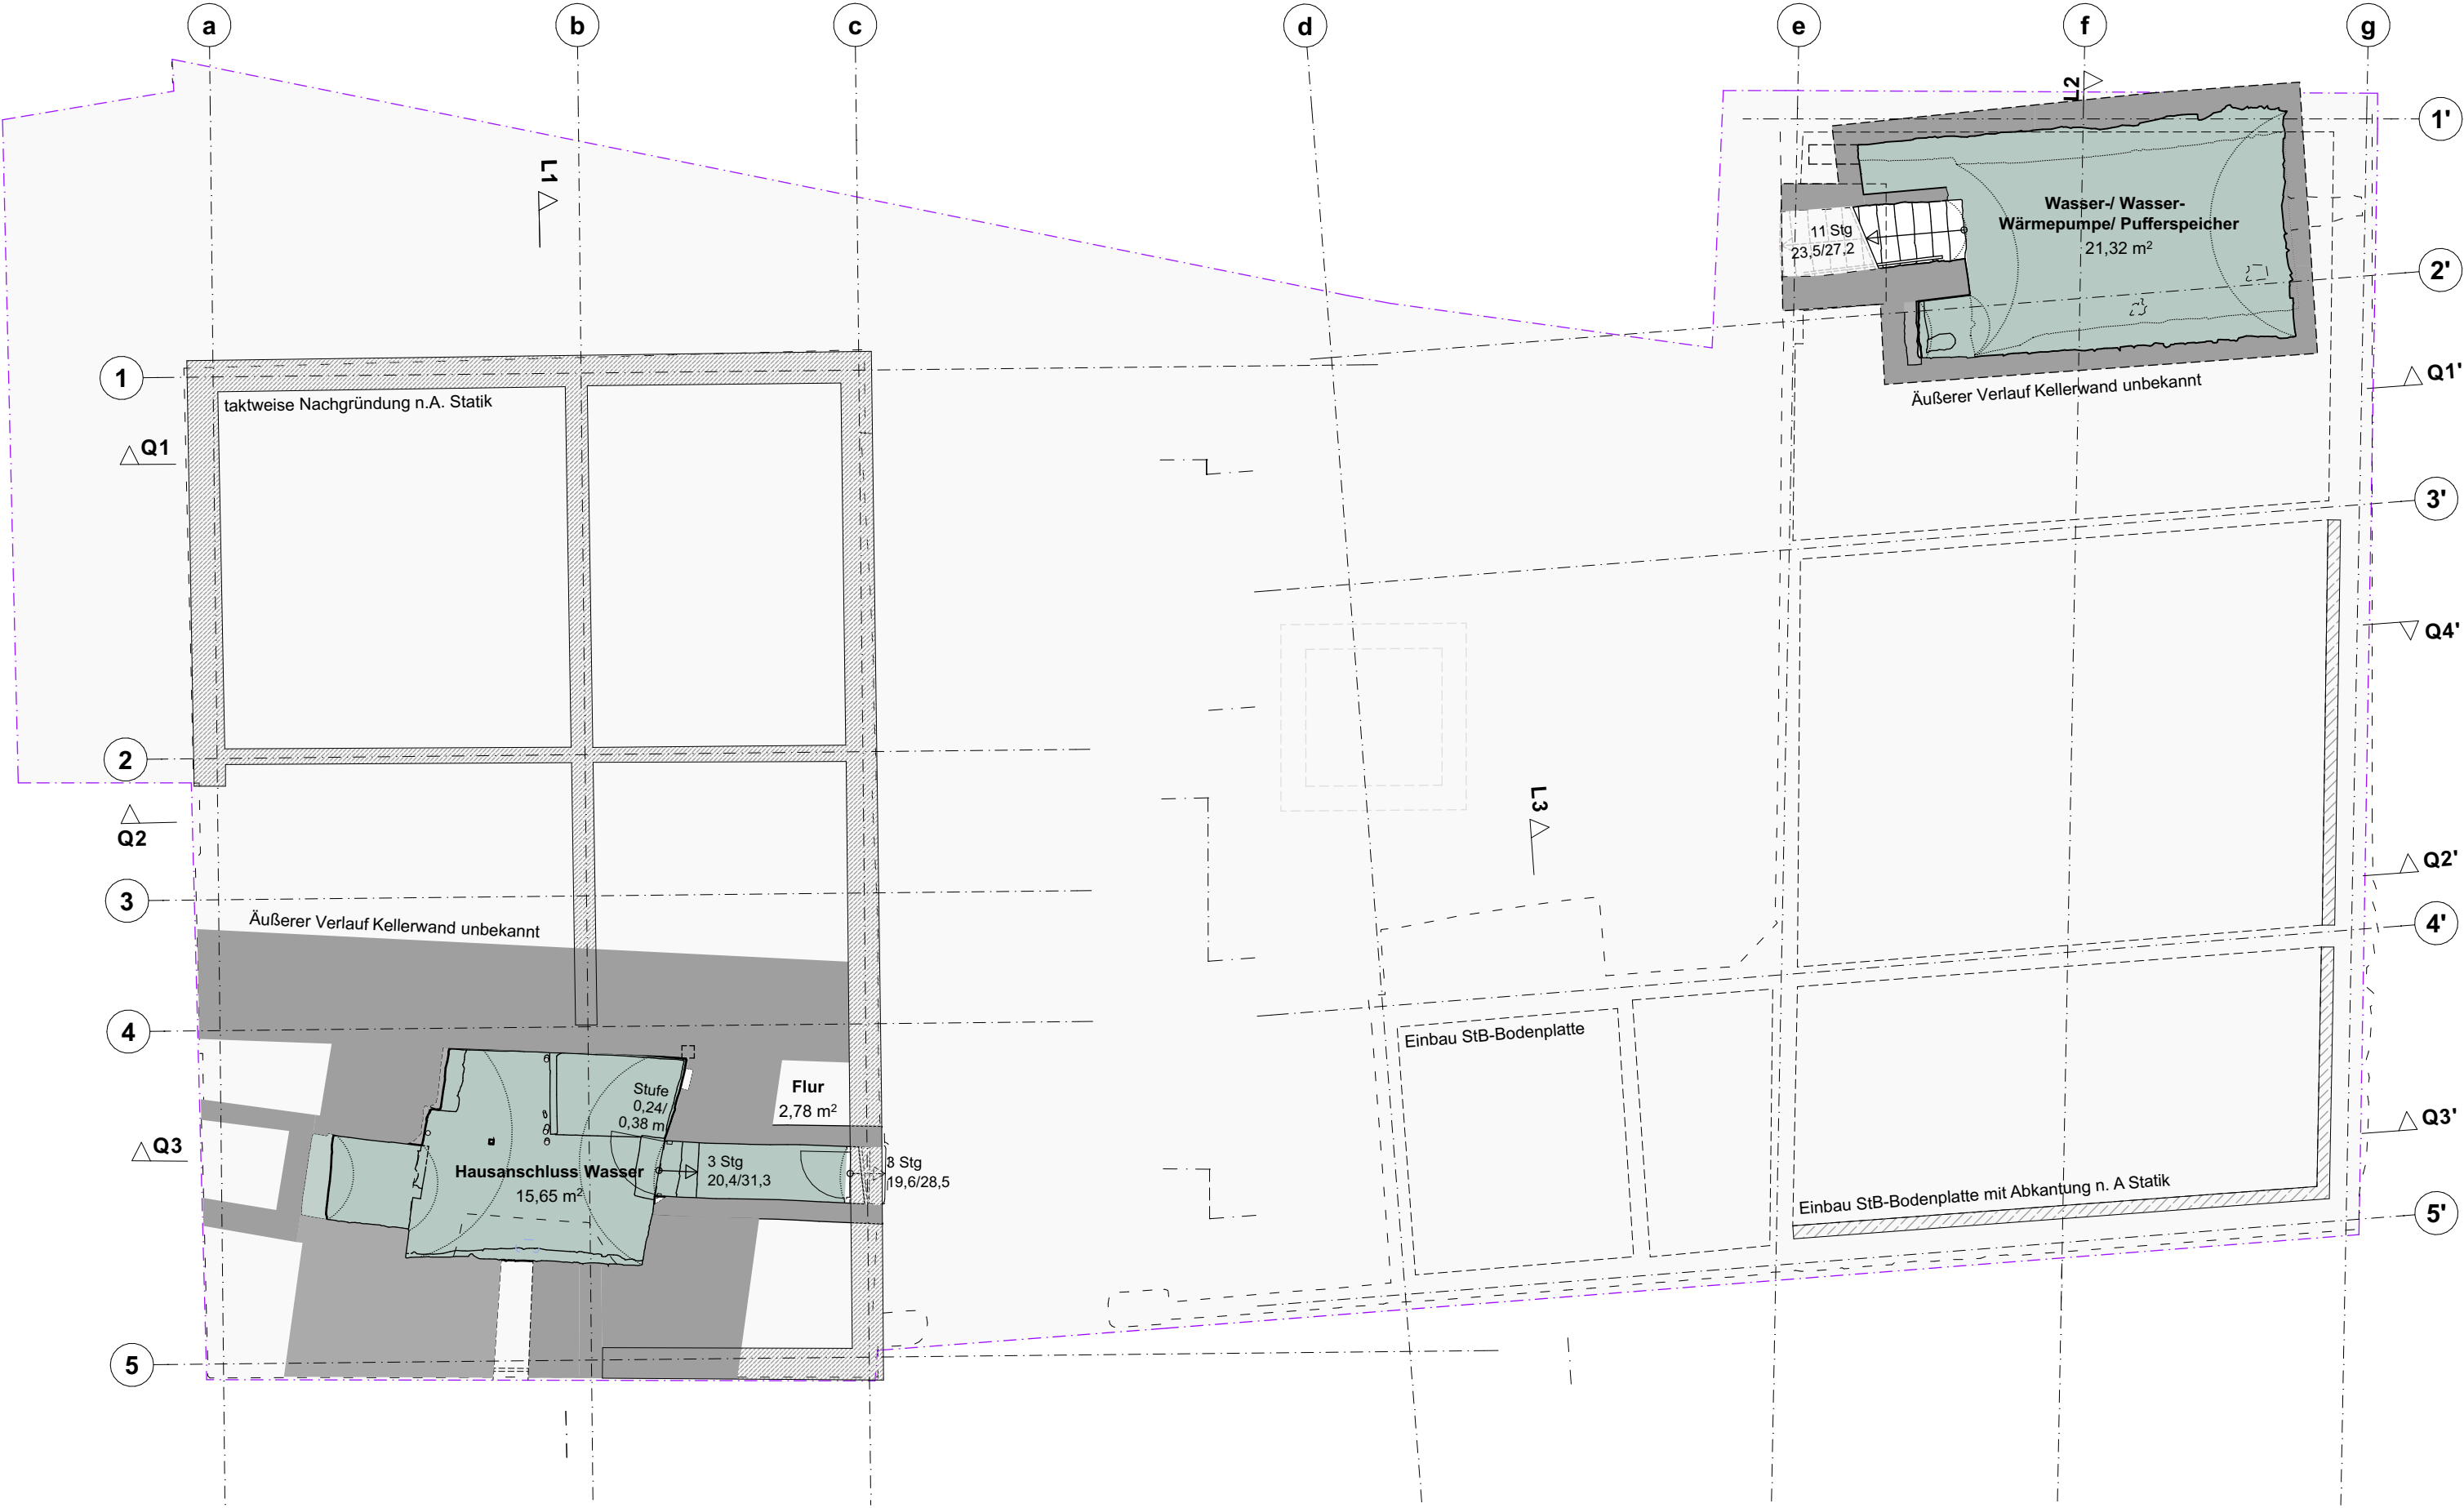 a
b
c
d
e
f
g
L2
1'
L1
Wasser-/ Wasser-
Wärmepumpe/ Pufferspeicher
21,32 m²
11 Stg
23,5/27,2
2'
1
Q1'
Äußerer Verlauf Kellerwand unbekannt
taktweise Nachgründung n.A. Statik
Q1
3'
Q4'
2
L3
Q2
Q2'
3
Äußerer Verlauf Kellerwand unbekannt
4'
4
Einbau StB-Bodenplatte
Flur
2,78 m²
Stufe
0,24/
0,38 m
Q3
Q3'
Hausanschluss Wasser
15,65 m²
3 Stg
20,4/31,3
3 Stg
19,6/28,5
Einbau StB-Bodenplatte mit Abkantung n. A Statik
5'
5